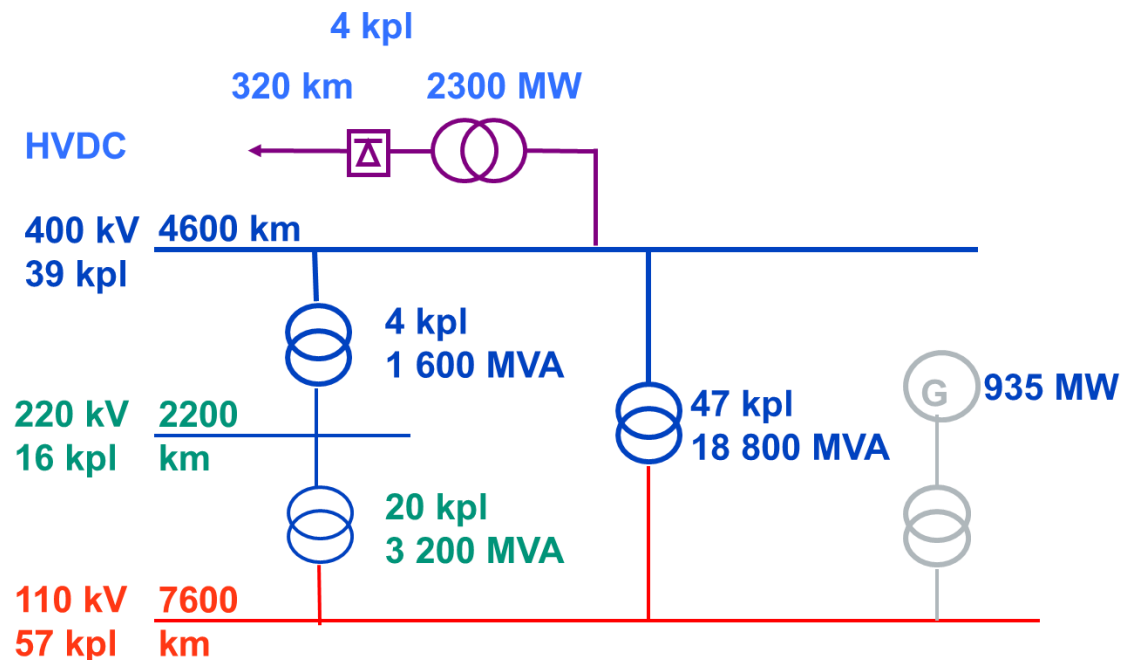 4 kpl
320 km 2300 MW
HVDC
400 kV 4600 km
39 kpl
4 kpl
1 600 MVA
220 kV 2200
16 kpl km
47 kpl
18 800 MVA
G 935 MW
20 kpl
3 200 MVA
110 kV 7600
57 kpl km